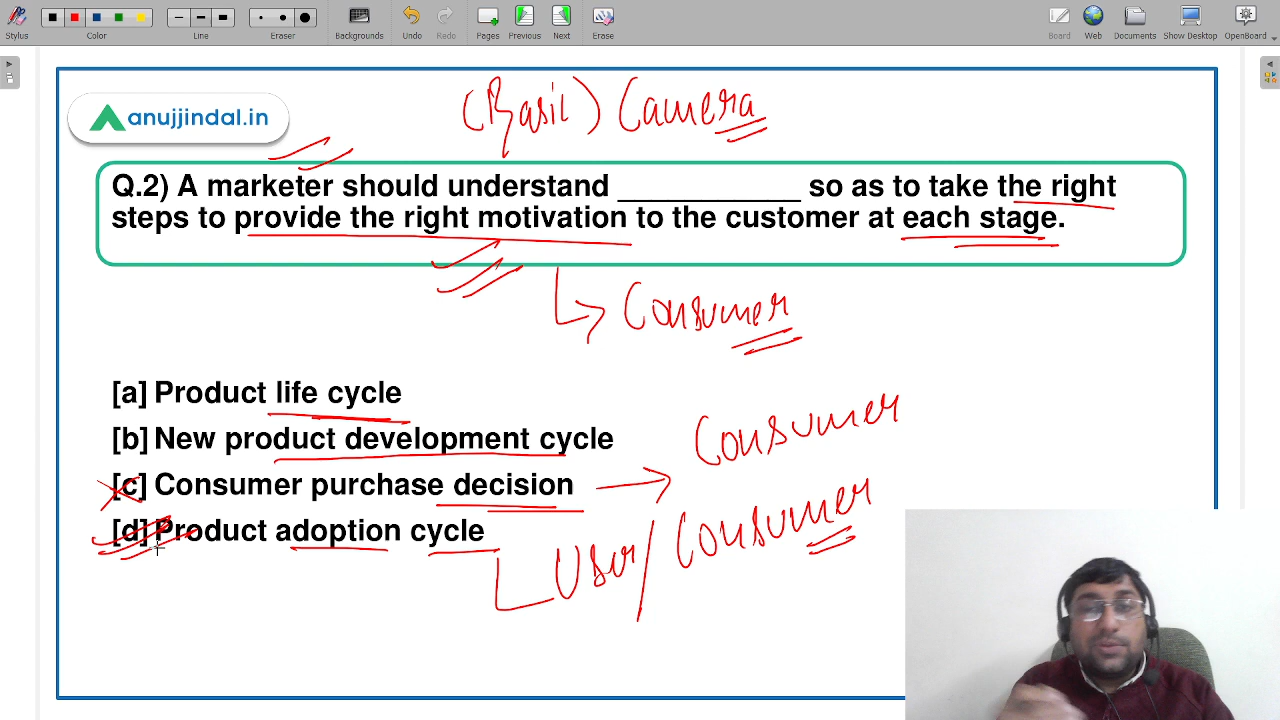 Stylus
Color
Line
Eraser
Backgrounds
Undo
Redo
Pages
Previous
Next
Erase
Board
Web
Documents
Show Desktop
OpenBoard
anujjindal.in
(Basic) Camera
Q.2) A marketer should understand ___________ so as to take the right
steps to provide the right motivation to the customer at each stage.
Consumer
[a] Product life cycle
[b] New product development cycle
Consumer
[c] Consumer purchase decision
[d] Product adoption cycle
User/Consumer